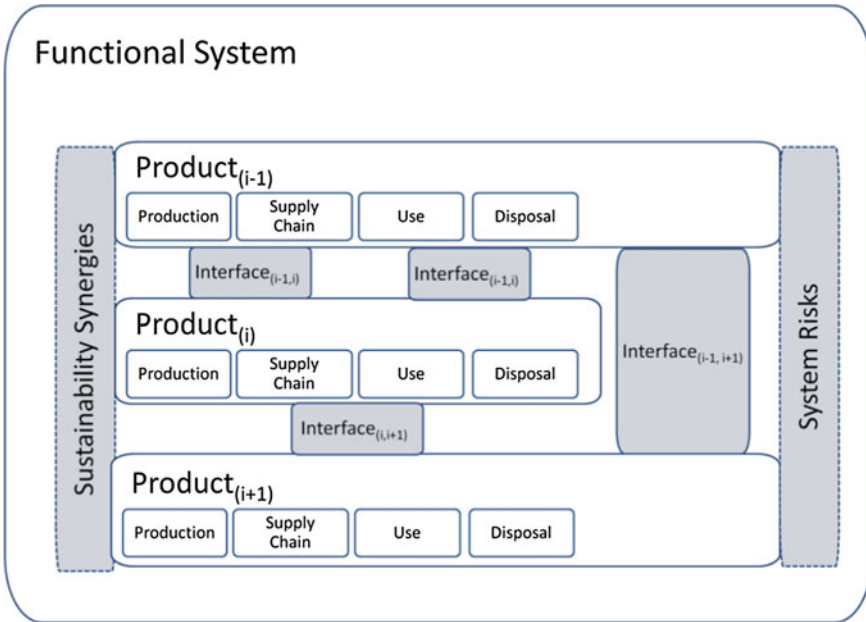 Functional System
Sustainability Synergies
Product(i-1)
Production
Supply
Chain
Use
Disposal
Interface(i-1,i)
Interface(i-1,i)
Product(i)
Production
Supply
Chain
Use
Disposal
Interface(i-1, i+1)
Interface(i,i+1)
Product(i+1)
Production
Supply
Chain
Use
Disposal
System Risks